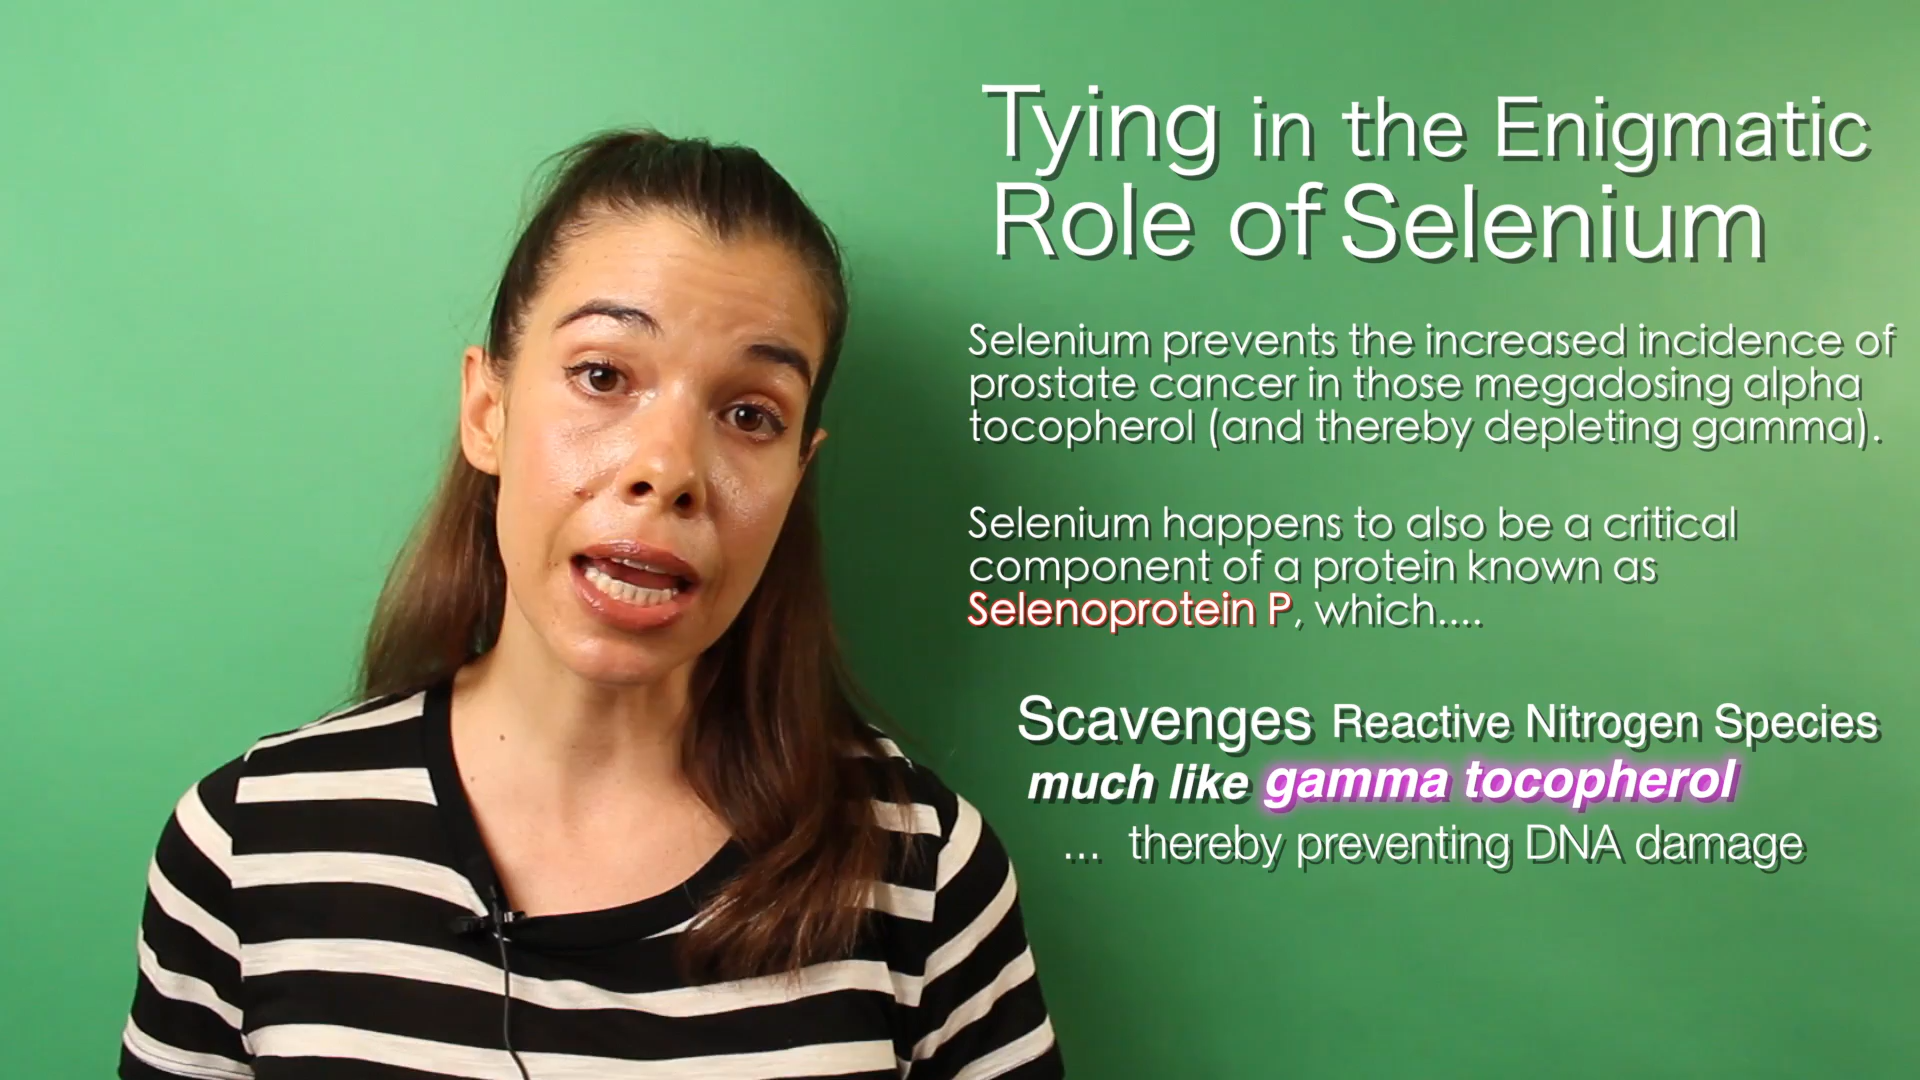 Tying in the Enigmatic
Role of Selenium
Selenium prevents the increased incidence of
prostate cancer in those megadosing alpha
tocopherol (and thereby depleting gamma).
Selenium happens to also be a critical
component of a protein known as
Selenoprotein P, which....
Scavenges Reactive Nitrogen Species
much like gamma tocopherol
... thereby preventing DNA damage